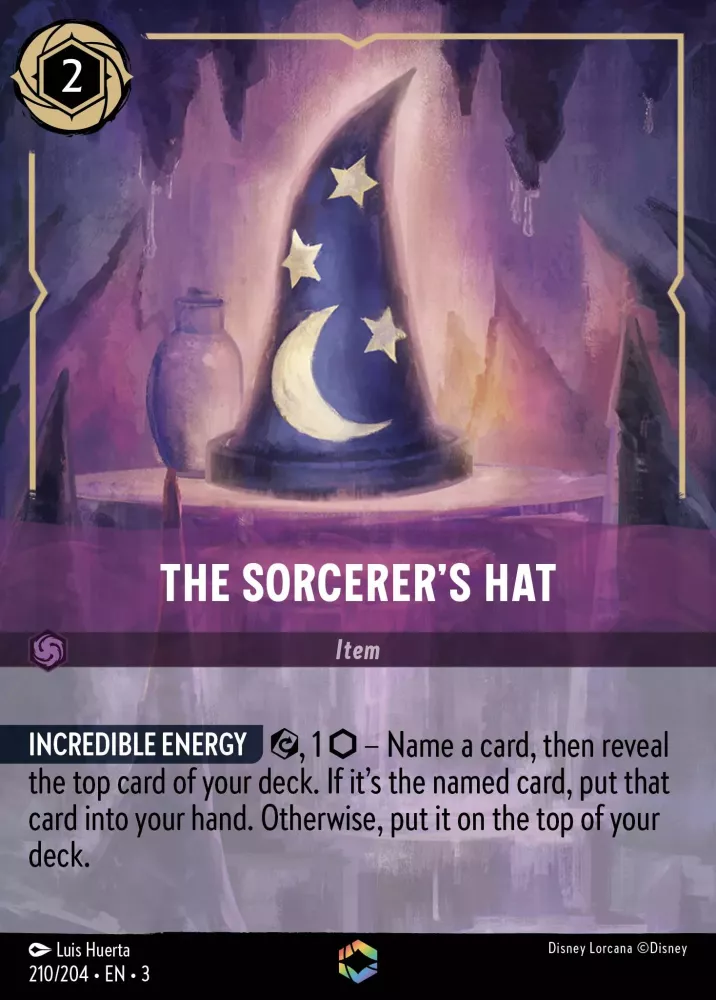 2
THE SORCERER'S HAT
Item
INCREDIBLE ENERGY , 1 – Name a card, then reveal
the top card of your deck. If it's the named card, put that
card into your hand. Otherwise, put it on the top of your
deck.
Luis Huerta
Disney Lorcana ©Disney
210/204 • EN • 3